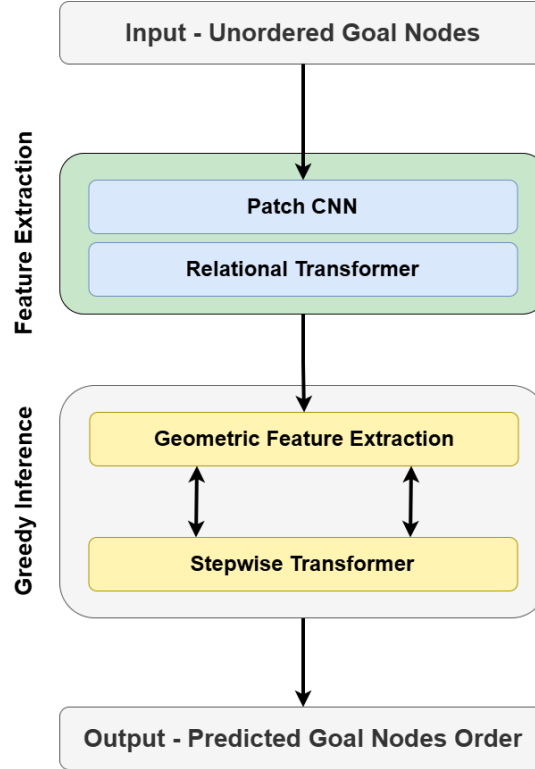 Input - Unordered Goal Nodes
Feature Extraction
Patch CNN
Relational Transformer
Greedy Inference
Geometric Feature Extraction
Stepwise Transformer
Output - Predicted Goal Nodes Order